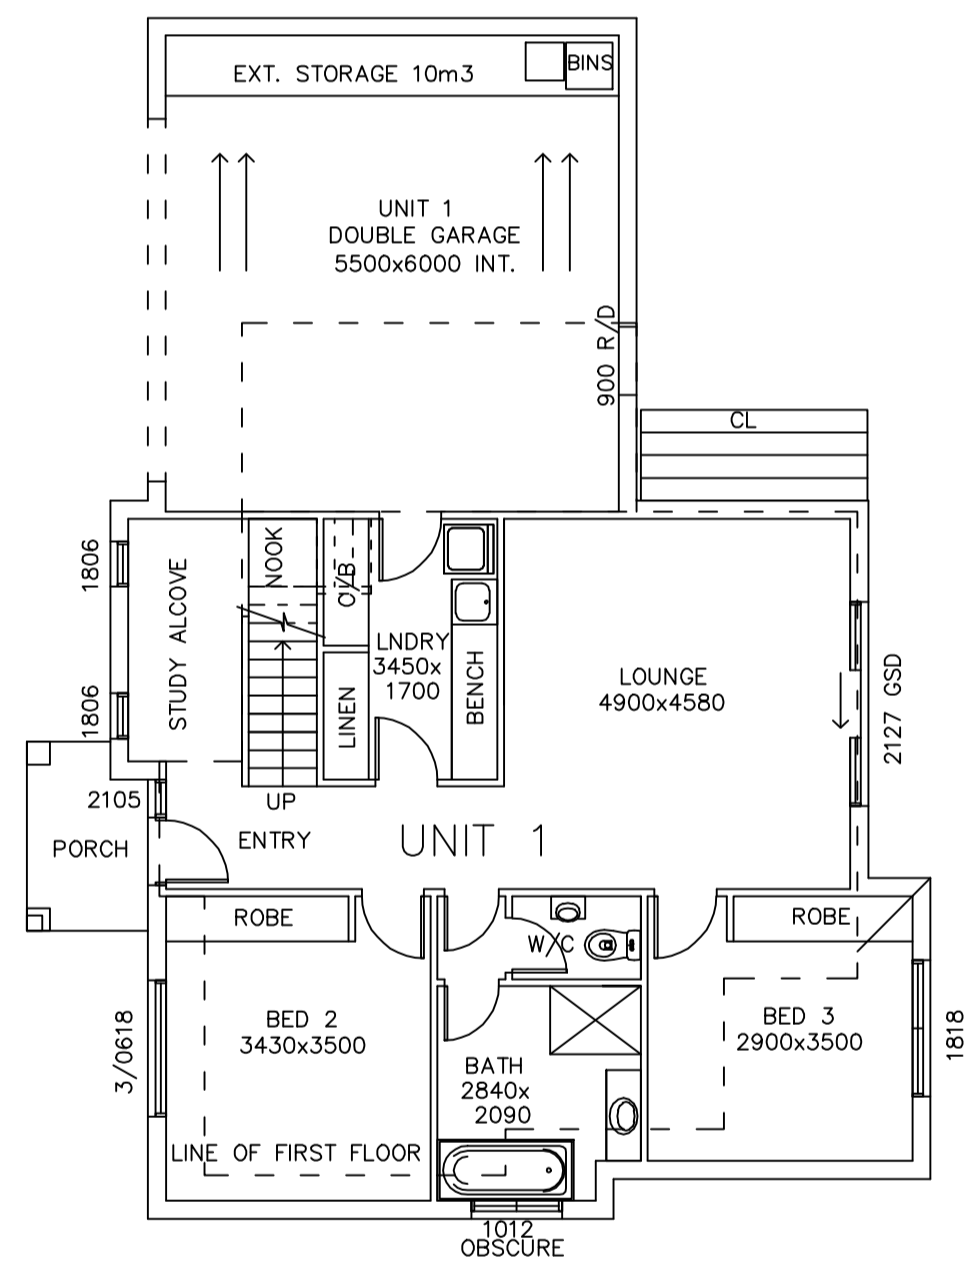 EXT. STORAGE 10m3
BINS
UNIT 1
DOUBLE GARAGE
5500x6000 INT.
900 R/D
CL
1806
STUDY ALCOVE
NOOK
O/B
LNDRY
3450x
1700
LINEN
BENCH
LOUNGE
4900x4580
2127 GSD
1806
2105
UP
PORCH
ENTRY
UNIT 1
ROBE
W/C
ROBE
3/0618
BED 2
3430x3500
BATH
2840x
2090
BED 3
2900x3500
1818
LINE OF FIRST FLOOR
1012
OBSCURE